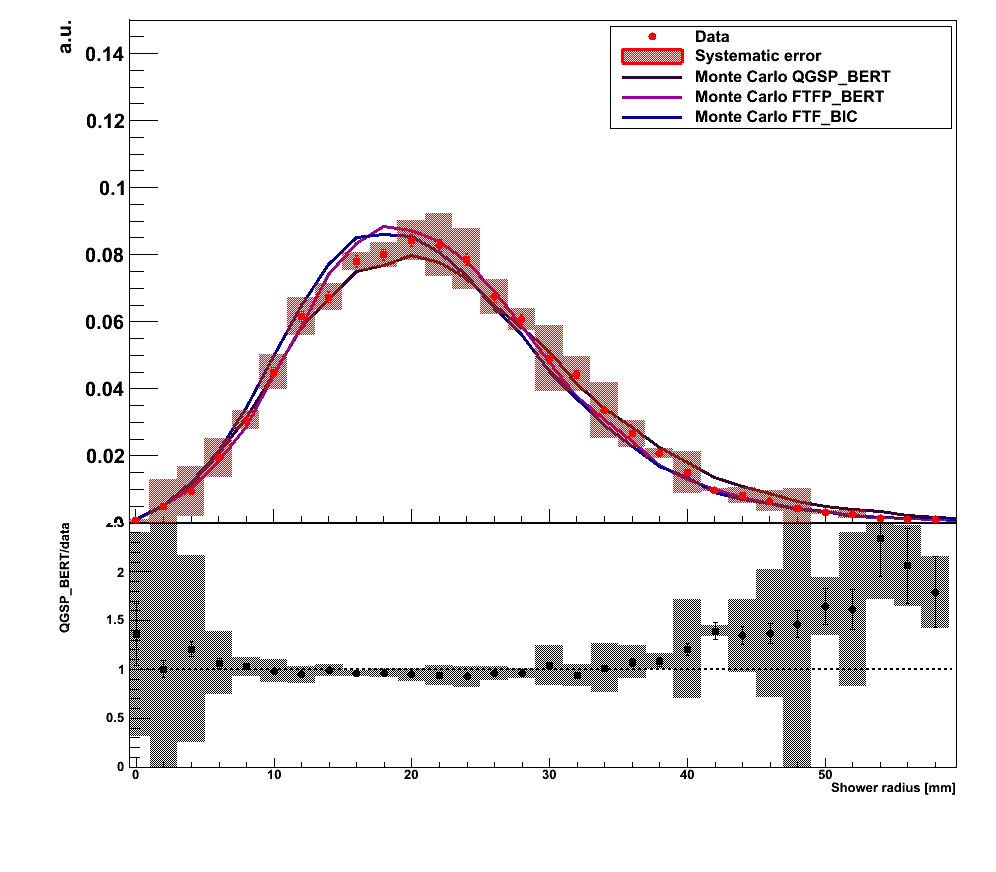 a.u.
0.14
0.12
0.1
0.08
0.06
0.04
0.02
Data
Systematic error
Monte Carlo QGSP_BERT
Monte Carlo FTFP_BERT
Monte Carlo FTF_BIC
QGSP_BERT/data
2
1.5
1
0.5
0
0 10 20 30 40 50
Shower radius [mm]